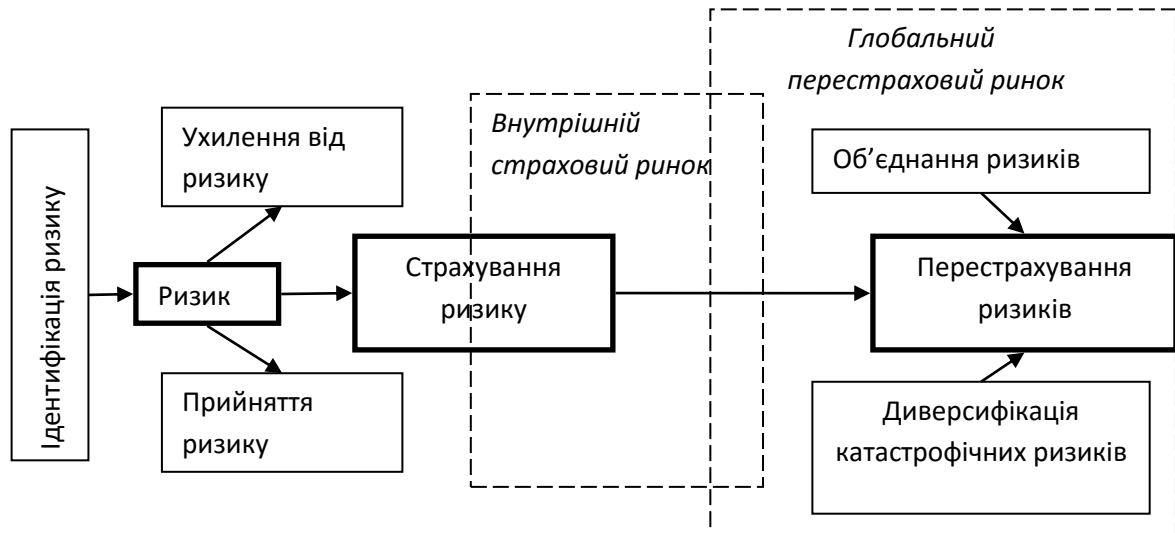 Глобальний
перестраховий ринок
Внутрішній
страховий ринок
Ухилення від
ризику
Об’єднання ризиків
Ідентифікація ризику
Ризик
Страхування
ризику
Перестрахування
ризиків
Прийняття
ризику
Диверсифікація
катастрофічних ризиків